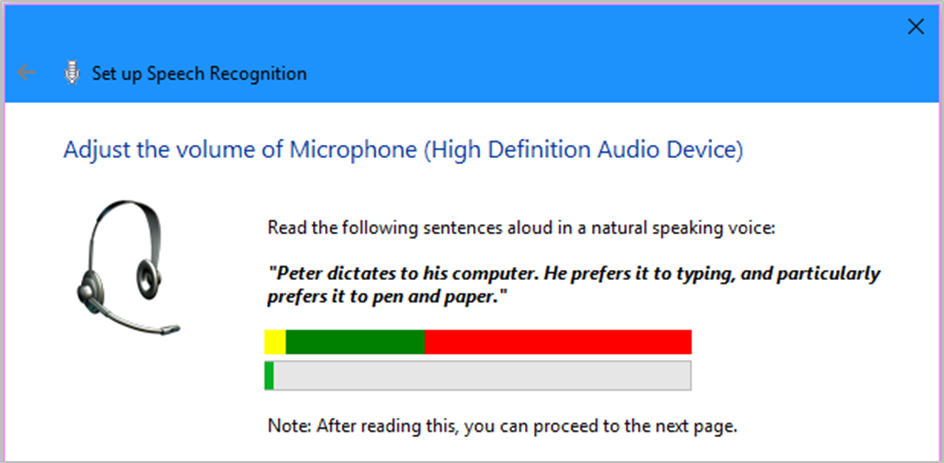 Set up Speech Recognition
Adjust the volume of Microphone (High Definition Audio Device)
Read the following sentences aloud in a natural speaking voice:
"Peter dictates to his computer. He prefers it to typing, and particularly
prefers it to pen and paper."
Note: After reading this, you can proceed to the next page.